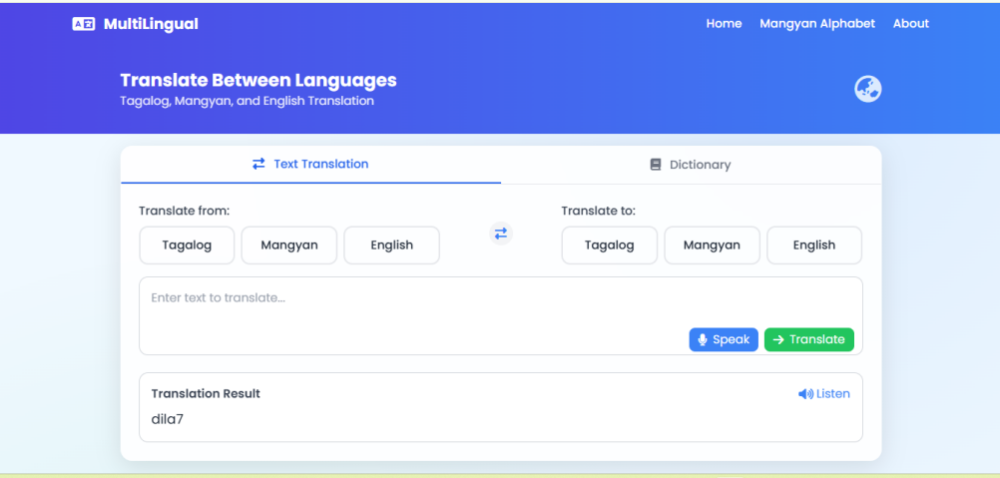 MultiLingual
Home Mangyan Alphabet About
Translate Between Languages
Tagalog, Mangyan, and English Translation
Text Translation Dictionary
Translate from: Translate to:
Tagalog Mangyan English Tagalog Mangyan English
Enter text to translate...
Speak Translate
Translation Result Listen
dila7